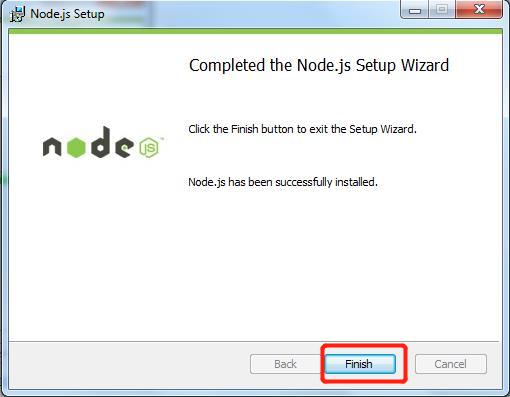 Node.js Setup
Completed the Node.js Setup Wizard
Click the Finish button to exit the Setup Wizard.
node
JS
Node.js has been successfully installed.
Back
Finish
Cancel